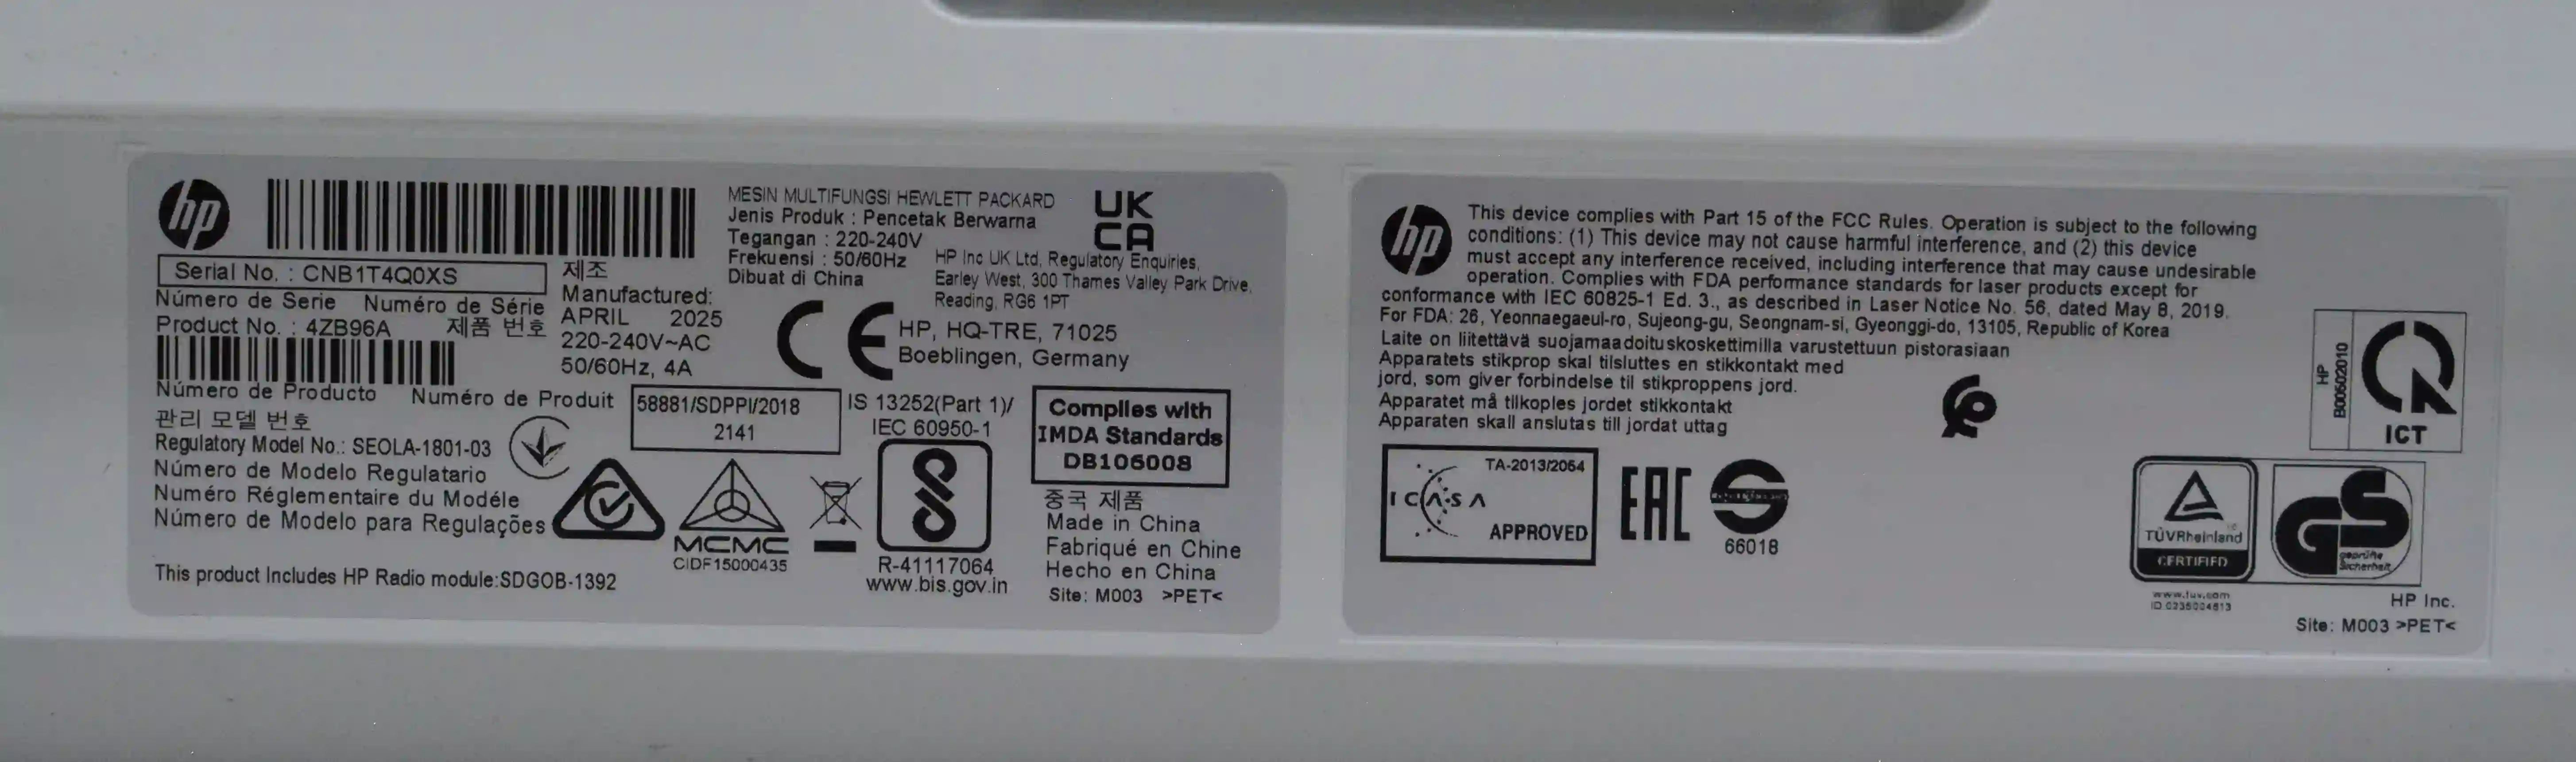 hp
MESIN MULTIFUNGSI HEWLETT PACKARD
Jenis Produk : Pencetak Berwarna
Tegangan : 220-240V
Frekuensi : 50/60Hz
Dibuat di China
UK
CA
HP Inc UK Ltd, Regulatory Enquiries,
Earley West, 300 Thames Valley Park Drive,
Reading, RG6 1PT
Serial No. : CNB1T4Q0XS
Número de Serie Numéro de Série
Product No. : 4ZB96A 제품 번호
제조
Manufactured:
APRIL 2025
220-240V~AC
50/60Hz, 4A
CE
HP, HQ-TRE, 71025
Boeblingen, Germany
Número de Producto Numéro de Produit
관리 모델 번호
Regulatory Model No.: SEOLA-1801-03
Número de Modelo Regulatario
Numéro Réglementaire du Modéle
Número de Modelo para Regulações
This product Includes HP Radio module:SDGOB-1392
58881/SDPPI/2018
2141
IS 13252(Part 1)/
IEC 60950-1
Complies with
IMDA Standards
DB106008
MCMC
CIDF15000435
R-41117064
www.bis.gov.in
중국 제품
Made in China
Fabriqué en Chine
Hecho en China
Site: M003 >PET<
hp
This device complies with Part 15 of the FCC Rules. Operation is subject to the following
conditions: (1) This device may not cause harmful interference, and (2) this device
must accept any interference received, including interference that may cause undesirable
operation. Complies with FDA performance standards for laser products except for
conformance with IEC 60825-1 Ed. 3., as described in Laser Notice No. 56, dated May 8, 2019.
For FDA: 26, Yeonnaegaeul-ro, Sujeong-gu, Seongnam-si, Gyeonggi-do, 13105, Republic of Korea
Laite on liitettävä suojamaadoituskoskettimilla varustettuun pistorasiaan
Apparatets stikprop skal tilsluttes en stikkontakt med
jord, som giver forbindelse til stikproppens jord.
Apparatet må tilkoples jordet stikkontakt
Apparaten skall anslutas till jordat uttag
TA-2013/2064
ICASA
APPROVED
EAC
66018
HP
B00502010
ICT
TÜVRheinland
CERTIFIED
www.tuv.com
ID 0235004813
GS
geprüfte
Sicherheit
HP Inc.
Site: M003 >PET<